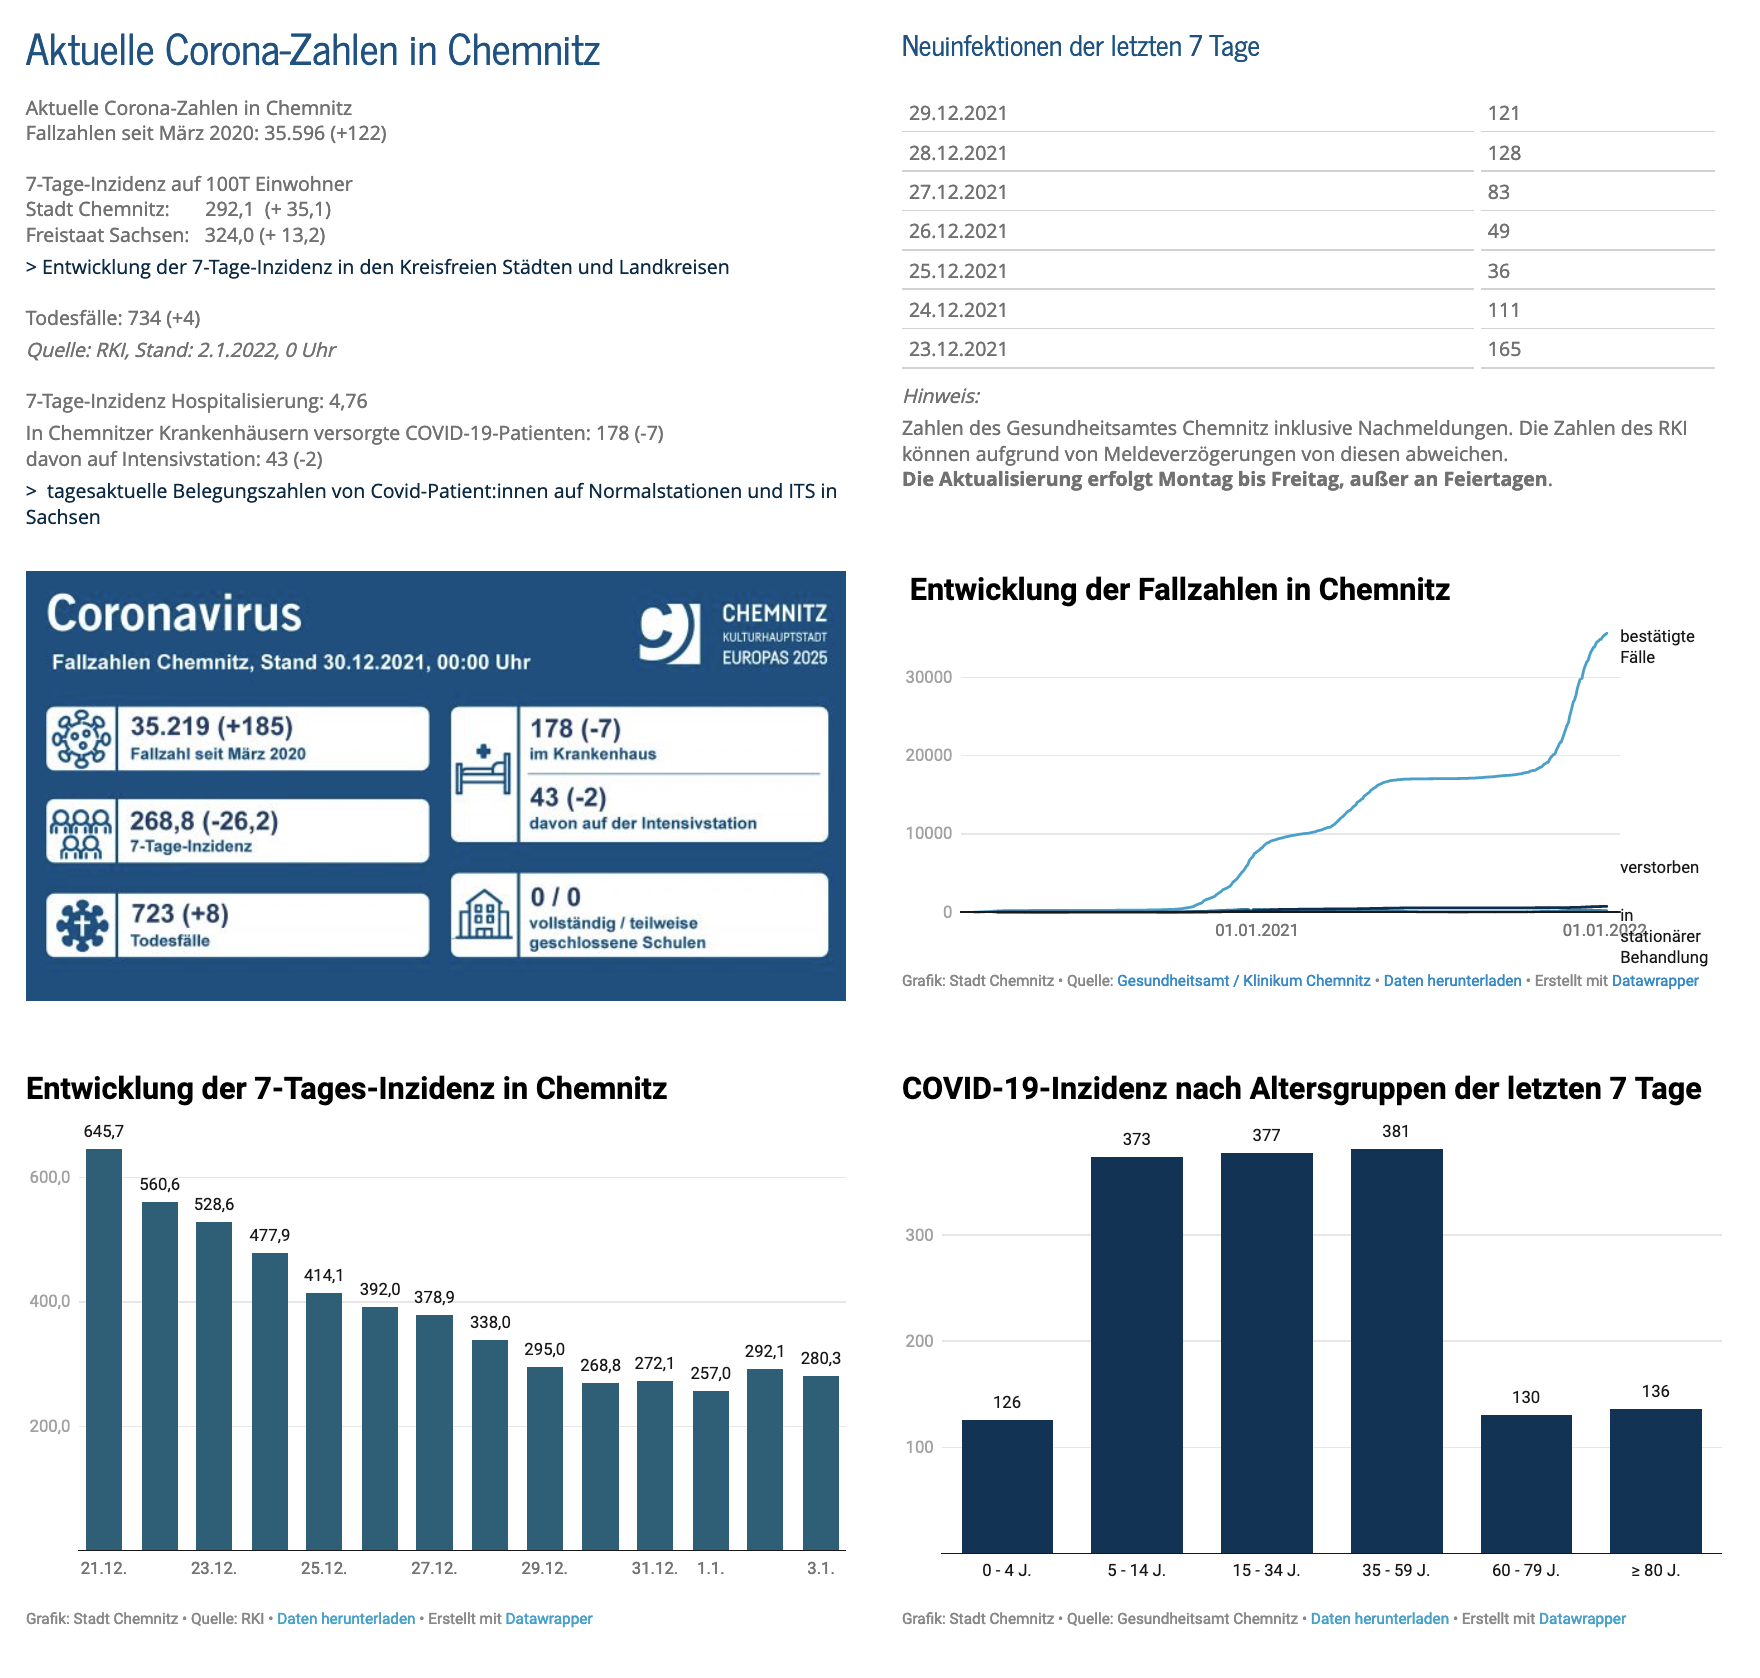 Aktuelle Corona-Zahlen in Chemnitz
Aktuelle Corona-Zahlen in Chemnitz
Fallzahlen seit März 2020: 35.596 (+122)
7-Tage-Inzidenz auf 100T Einwohner
Stadt Chemnitz: 292,1 (+ 35,1)
Freistaat Sachsen: 324,0 (+ 13,2)
> Entwicklung der 7-Tage-Inzidenz in den Kreisfreien Städten und Landkreisen
Todesfälle: 734 (+4)
Quelle: RKI, Stand: 2.1.2022, 0 Uhr
7-Tage-Inzidenz Hospitalisierung: 4,76
In Chemnitzer Krankenhäusern versorgte COVID-19-Patienten: 178 (-7)
davon auf Intensivstation: 43 (-2)
> tagesaktuelle Belegungszahlen von Covid-Patient:innen auf Normalstationen und ITS in
Sachsen
Neuinfektionen der letzten 7 Tage
29.12.2021 121
28.12.2021 128
27.12.2021 83
26.12.2021 49
25.12.2021 36
24.12.2021 111
23.12.2021 165
Hinweis:
Zahlen des Gesundheitsamtes Chemnitz inklusive Nachmeldungen. Die Zahlen des RKI
können aufgrund von Meldeverzögerungen von diesen abweichen.
Die Aktualisierung erfolgt Montag bis Freitag, außer an Feiertagen.
Coronavirus
Fallzahlen Chemnitz, Stand 30.12.2021, 00:00 Uhr
CHEMNITZ
KULTURHAUPTSTADT
EUROPAS 2025
35.219 (+185)
Fallzahl seit März 2020
268,8 (-26,2)
7-Tage-Inzidenz
723 (+8)
Todesfälle
178 (-7)
im Krankenhaus
43 (-2)
davon auf der Intensivstation
0 / 0
vollständig / teilweise
geschlossene Schulen
Entwicklung der Fallzahlen in Chemnitz
bestätigte
Fälle
30000
20000
10000
verstorben
0
in
stationärer
Behandlung
01.01.2021 01.01.2022
Grafik: Stadt Chemnitz • Quelle: Gesundheitsamt / Klinikum Chemnitz • Daten herunterladen • Erstellt mit Datawrapper
Entwicklung der 7-Tages-Inzidenz in Chemnitz
600,0
400,0
200,0
645,7
560,6
528,6
477,9
414,1
392,0
378,9
338,0
295,0
268,8
272,1
257,0
292,1
280,3
21.12. 23.12. 25.12. 27.12. 29.12. 31.12. 1.1. 3.1.
Grafik: Stadt Chemnitz • Quelle: RKI • Daten herunterladen • Erstellt mit Datawrapper
COVID-19-Inzidenz nach Altersgruppen der letzten 7 Tage
300
200
100
126
373
377
381
130
136
0 - 4 J. 5 - 14 J. 15 - 34 J. 35 - 59 J. 60 - 79 J. ≥ 80 J.
Grafik: Stadt Chemnitz • Quelle: Gesundheitsamt Chemnitz • Daten herunterladen • Erstellt mit Datawrapper